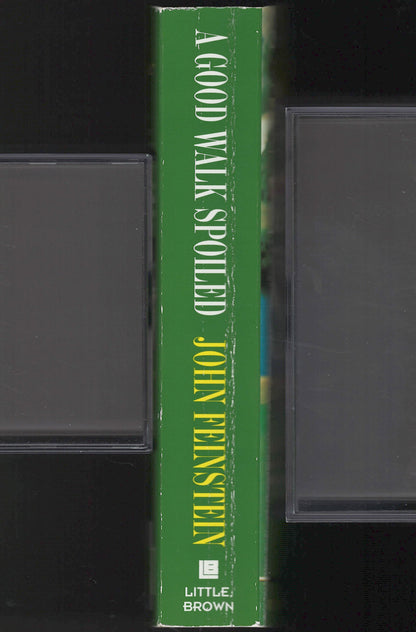 A GOOD WALK SPOILED JOHN FEINSTEIN
LB
LITTLE,
BROWN